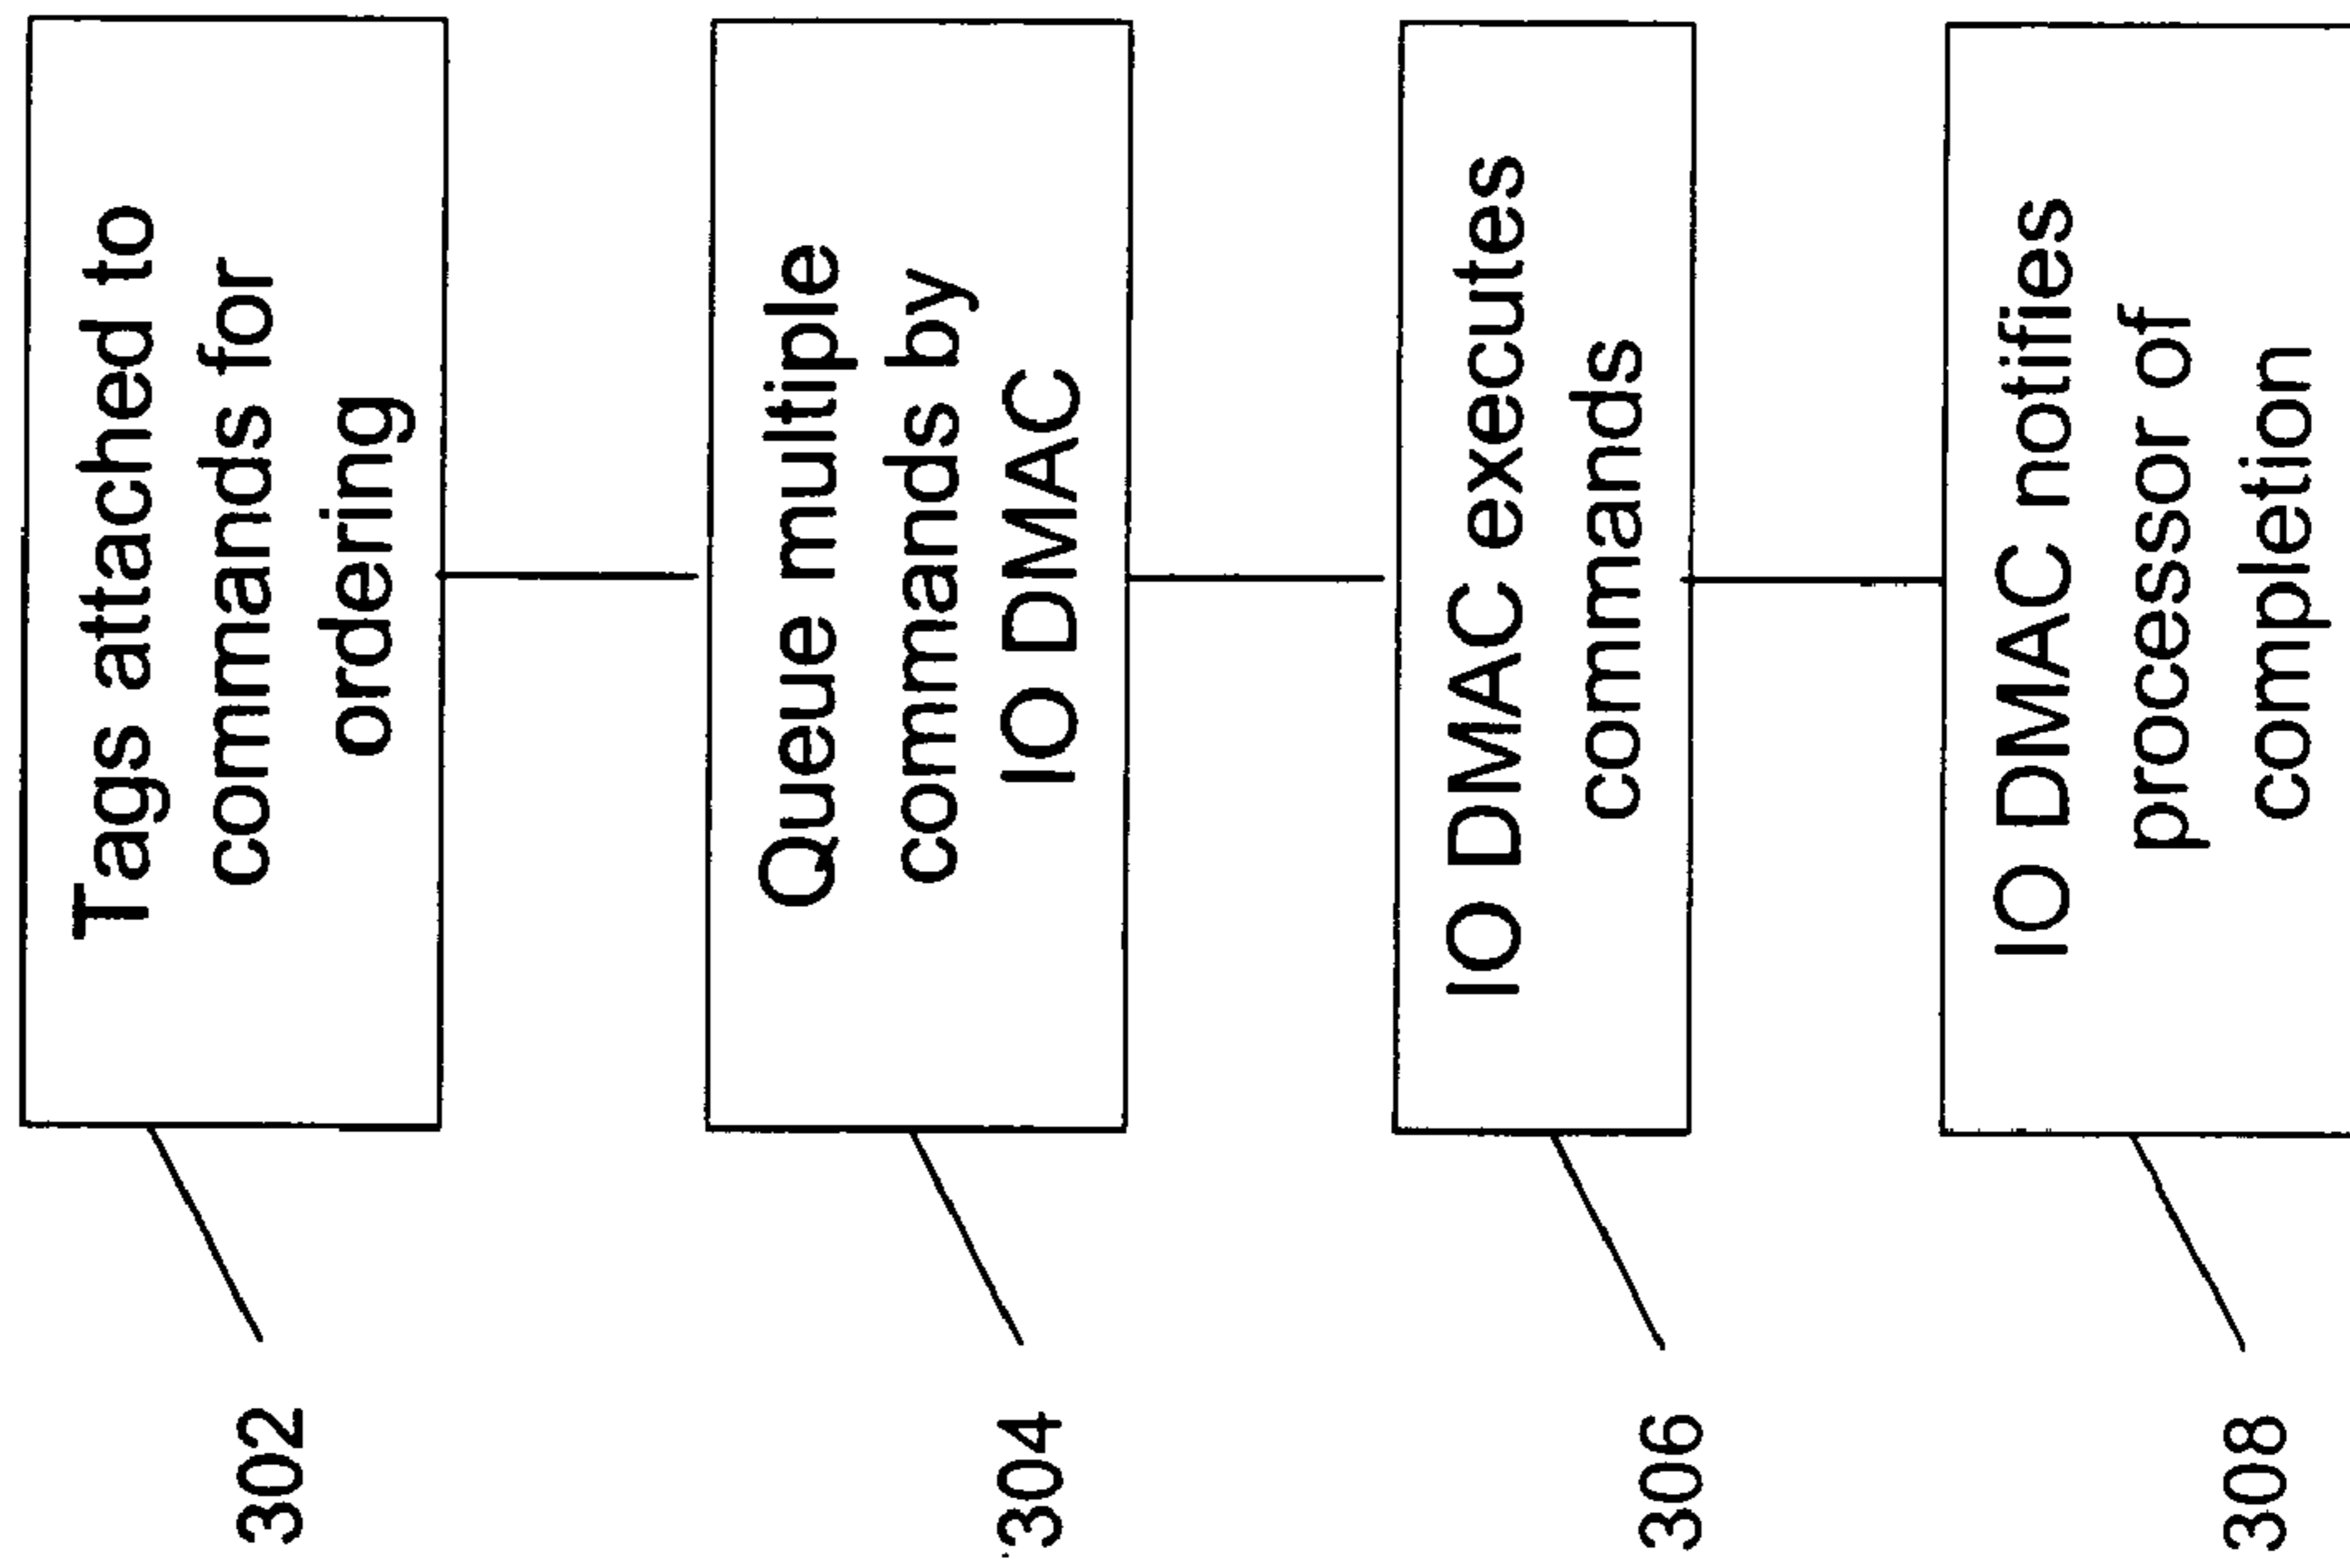 302
Tags attached to
commands for
ordering
304
Queue multiple
commands by
IO DMAC
306
IO DMAC executes
commands
308
IO DMAC notifies
processor of
completion